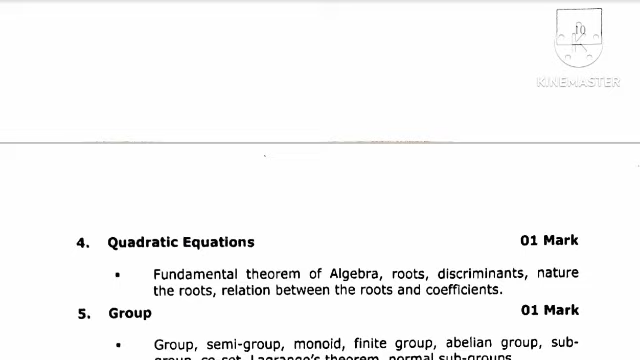 KINEMASTER
4. Quadratic Equations 01 Mark
• Fundamental theorem of Algebra, roots, discriminants, nature
the roots, relation between the roots and coefficients.
5. Group 01 Mark
• Group, semi-group, monoid, finite group, abelian group, sub-
group, co-set, Lagrange's theorem, normal sub-groups